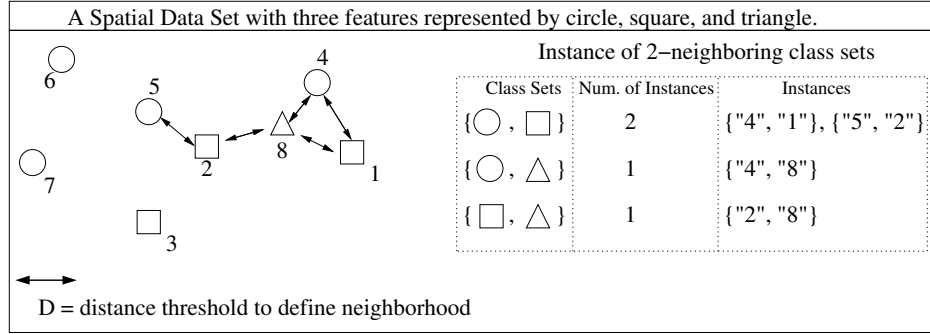 A Spatial Data Set with three features represented by circle, square, and triangle.
Instance of 2−neighboring class sets
6
5
4
2
8
1
7
3
Class Sets Num. of Instances Instances
{ , } 2 {"4", "1"}, {"5", "2"}
{ , } 1 {"4", "8"}
{ , } 1 {"2", "8"}
D = distance threshold to define neighborhood